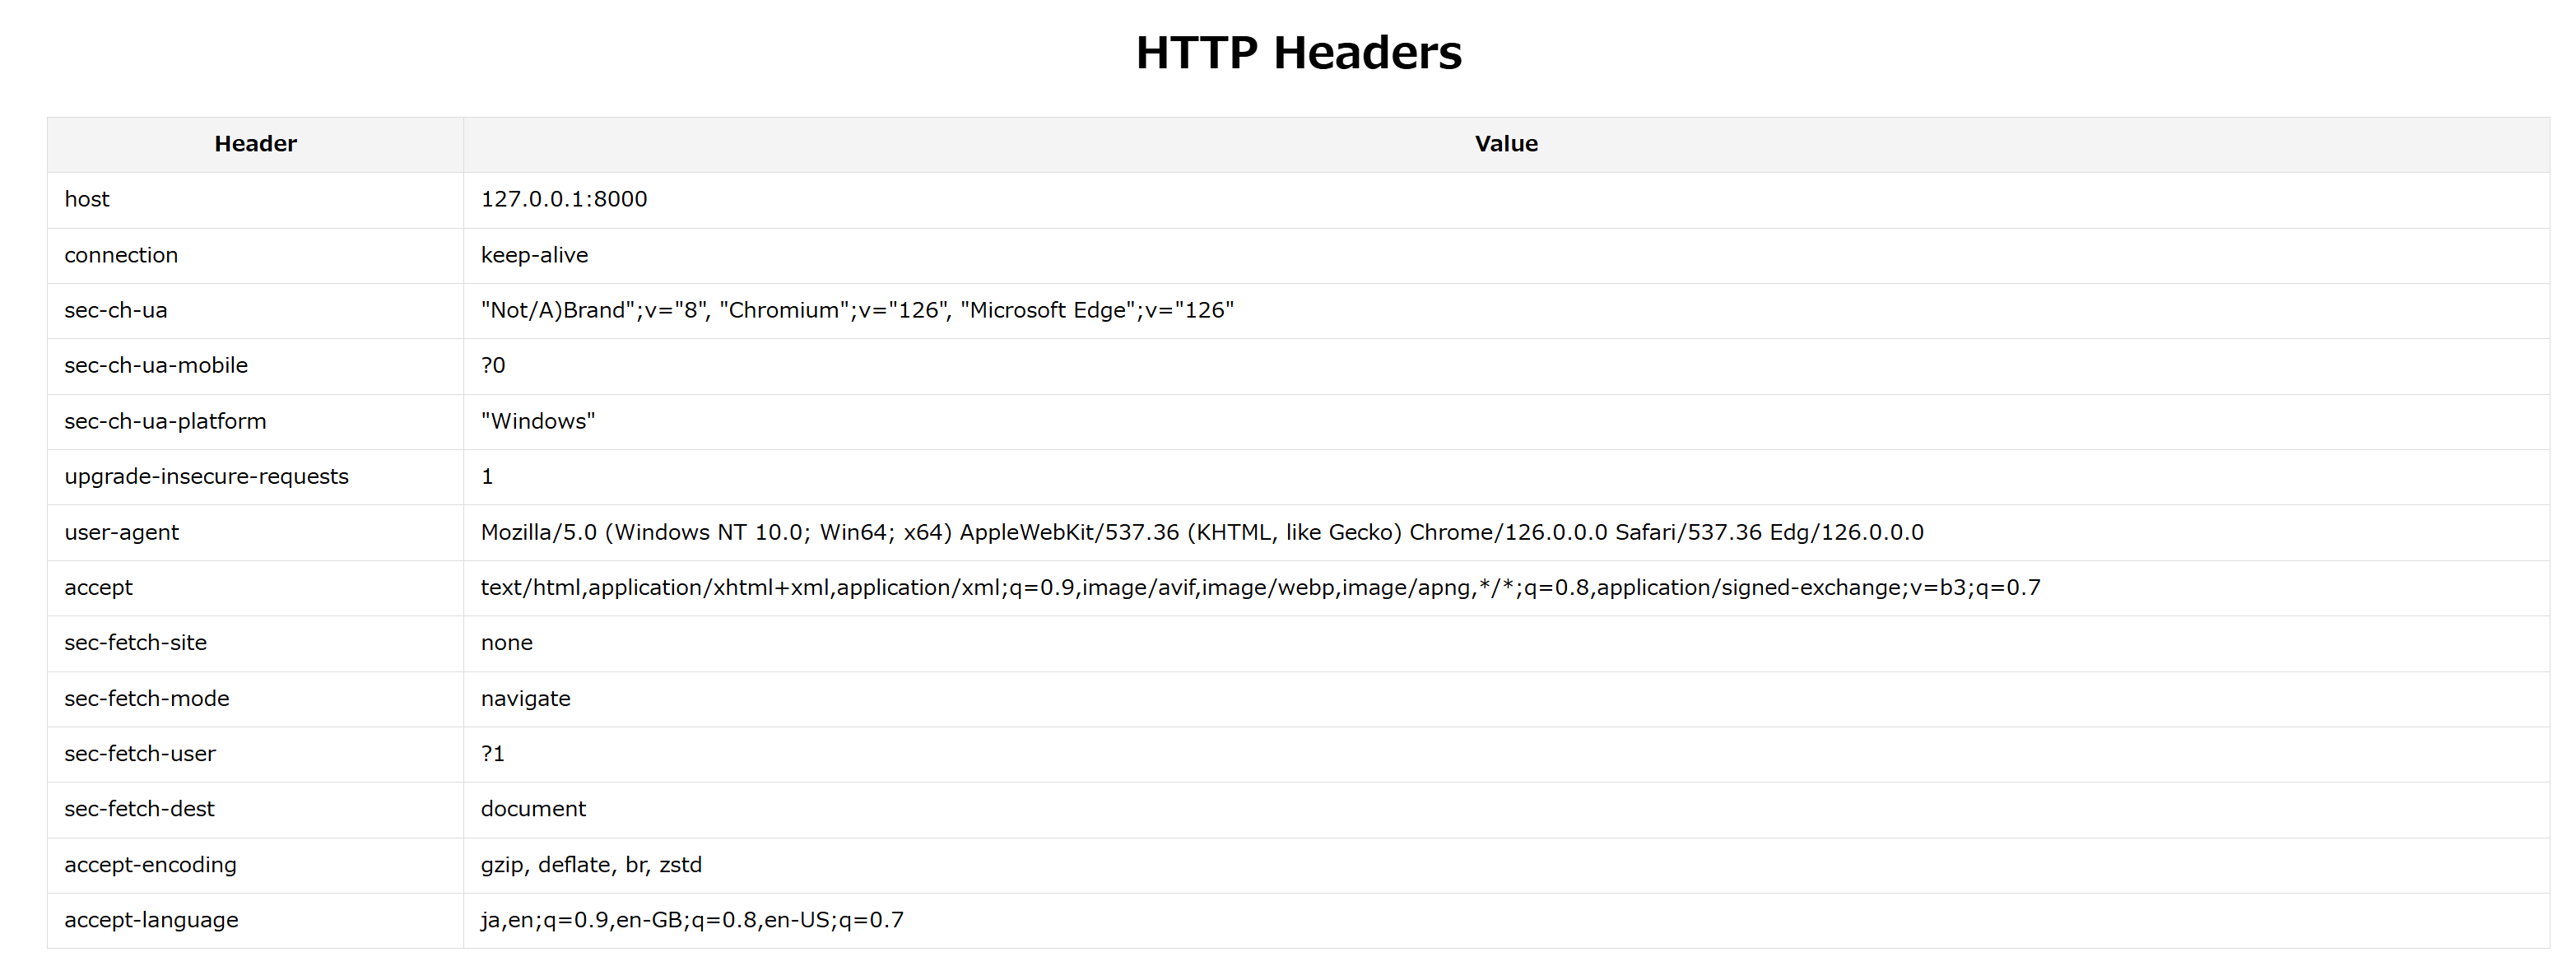 HTTP Headers
Header Value
host 127.0.0.1:8000
connection keep-alive
sec-ch-ua "Not/A)Brand";v="8", "Chromium";v="126", "Microsoft Edge";v="126"
sec-ch-ua-mobile ?0
sec-ch-ua-platform "Windows"
upgrade-insecure-requests 1
user-agent Mozilla/5.0 (Windows NT 10.0; Win64; x64) AppleWebKit/537.36 (KHTML, like Gecko) Chrome/126.0.0.0 Safari/537.36 Edg/126.0.0.0
accept text/html,application/xhtml+xml,application/xml;q=0.9,image/avif,image/webp,image/apng,*/*;q=0.8,application/signed-exchange;v=b3;q=0.7
sec-fetch-site none
sec-fetch-mode navigate
sec-fetch-user ?1
sec-fetch-dest document
accept-encoding gzip, deflate, br, zstd
accept-language ja,en;q=0.9,en-GB;q=0.8,en-US;q=0.7